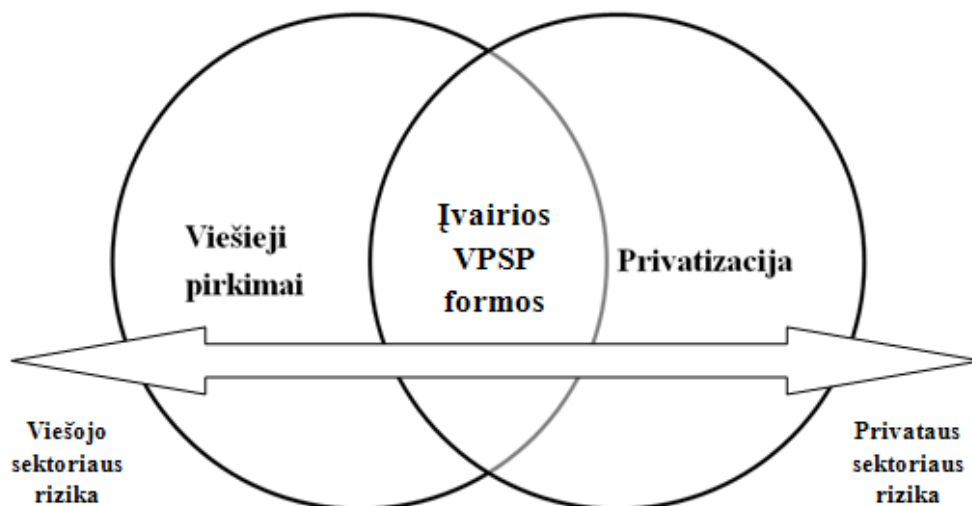 Viešieji
pirkimai
Įvairios
VPSP
formos
Privatizacija
Viešojo
sektoriaus
rizika
Privataus
sektoriaus
rizika